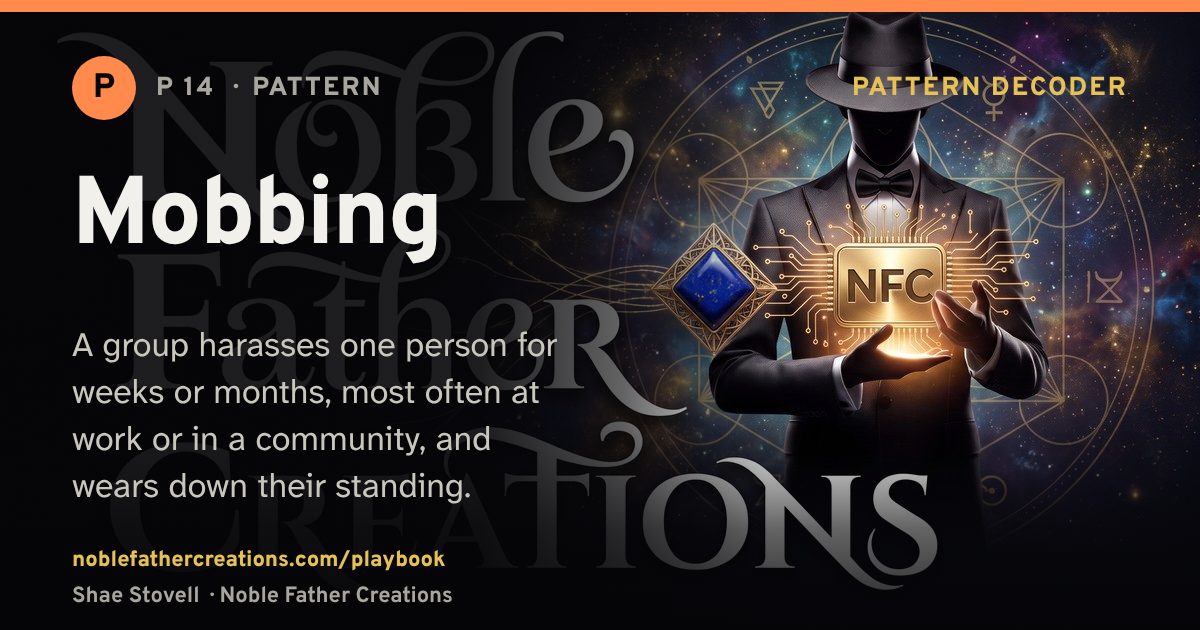 P
P 14 · PATTERN
PATTERN DECODER
Noble
Father
Creations
Mobbing
A group harasses one person for
weeks or months, most often at
work or in a community, and
wears down their standing.
NFC
noblefathercreations.com/playbook
Shae Stovell · Noble Father Creations